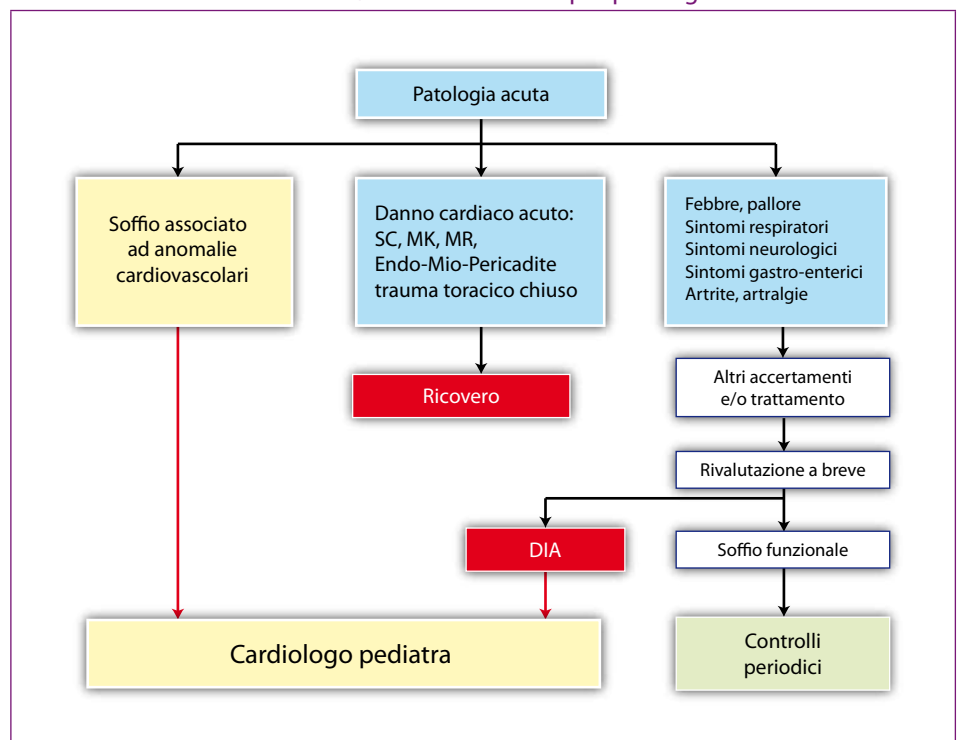 Patologia acuta
Soffio associato
ad anomalie
cardiovascolari
Danno cardiaco acuto:
SC, MK, MR,
Endo-Mio-Pericadite
trauma toracico chiuso
Febbre, pallore
Sintomi respiratori
Sintomi neurologici
Sintomi gastro-enterici
Artrite, artralgie
Ricovero
Altri accertamenti
e/o trattamento
Rivalutazione a breve
DIA
Soffio funzionale
Cardiologo pediatra
Controlli
periodici